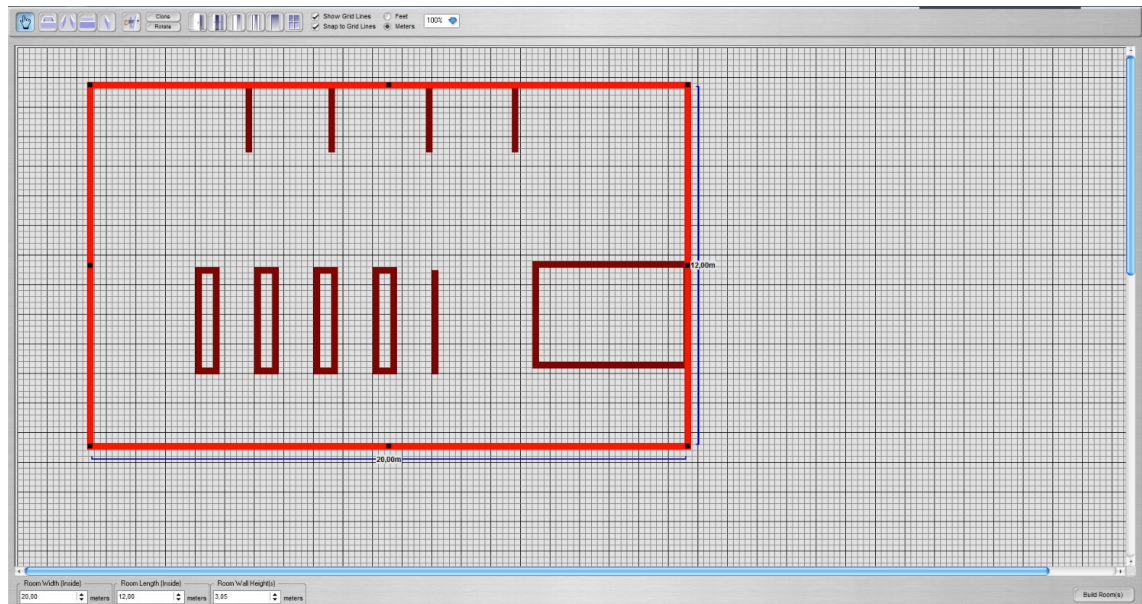 Clone
Rotate
Show Grid Lines
Snap to Grid Lines
Feet
Meters
100%
12,00m
20,00m
Room Width (Inside)
20,00 meters
Room Length (Inside)
12,00 meters
Room Wall Height(s)
3,05 meters
Build Room(s)